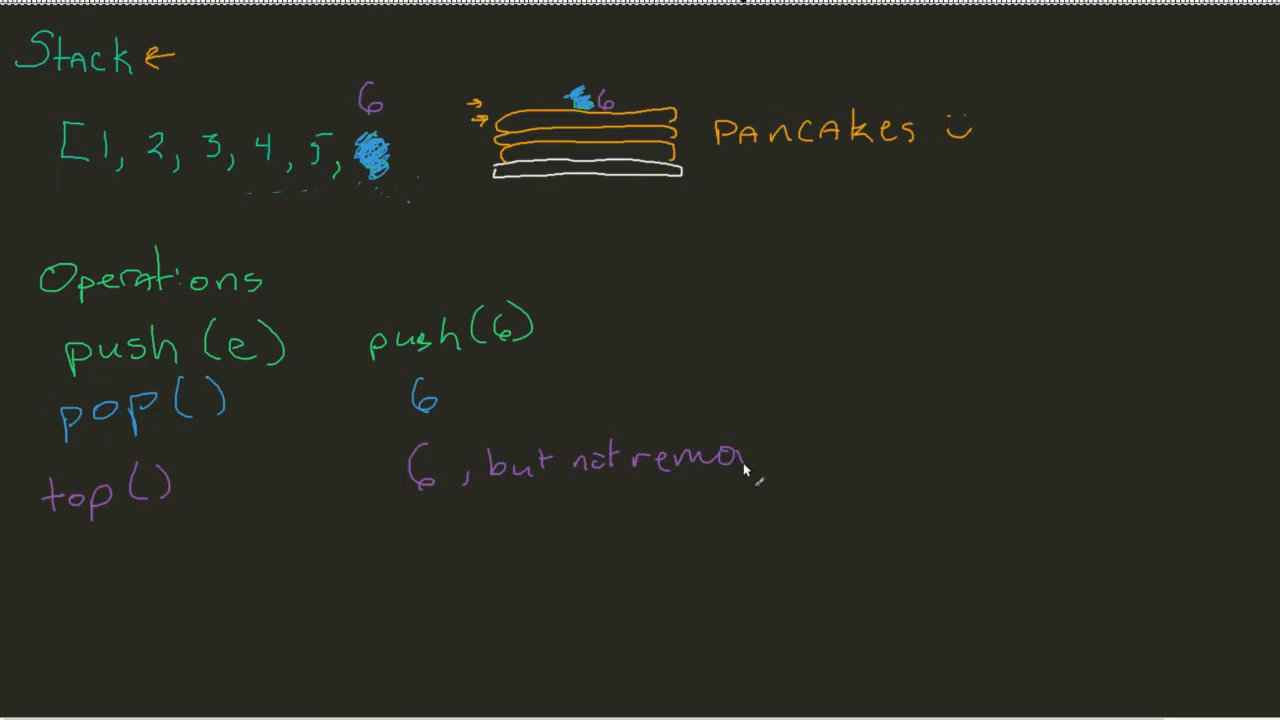 Stack ←
6
[1, 2, 3, 4, 5,
6
PANCAKES
Operations
push (e) push(6)
pop() 6
top() 6, but not remo